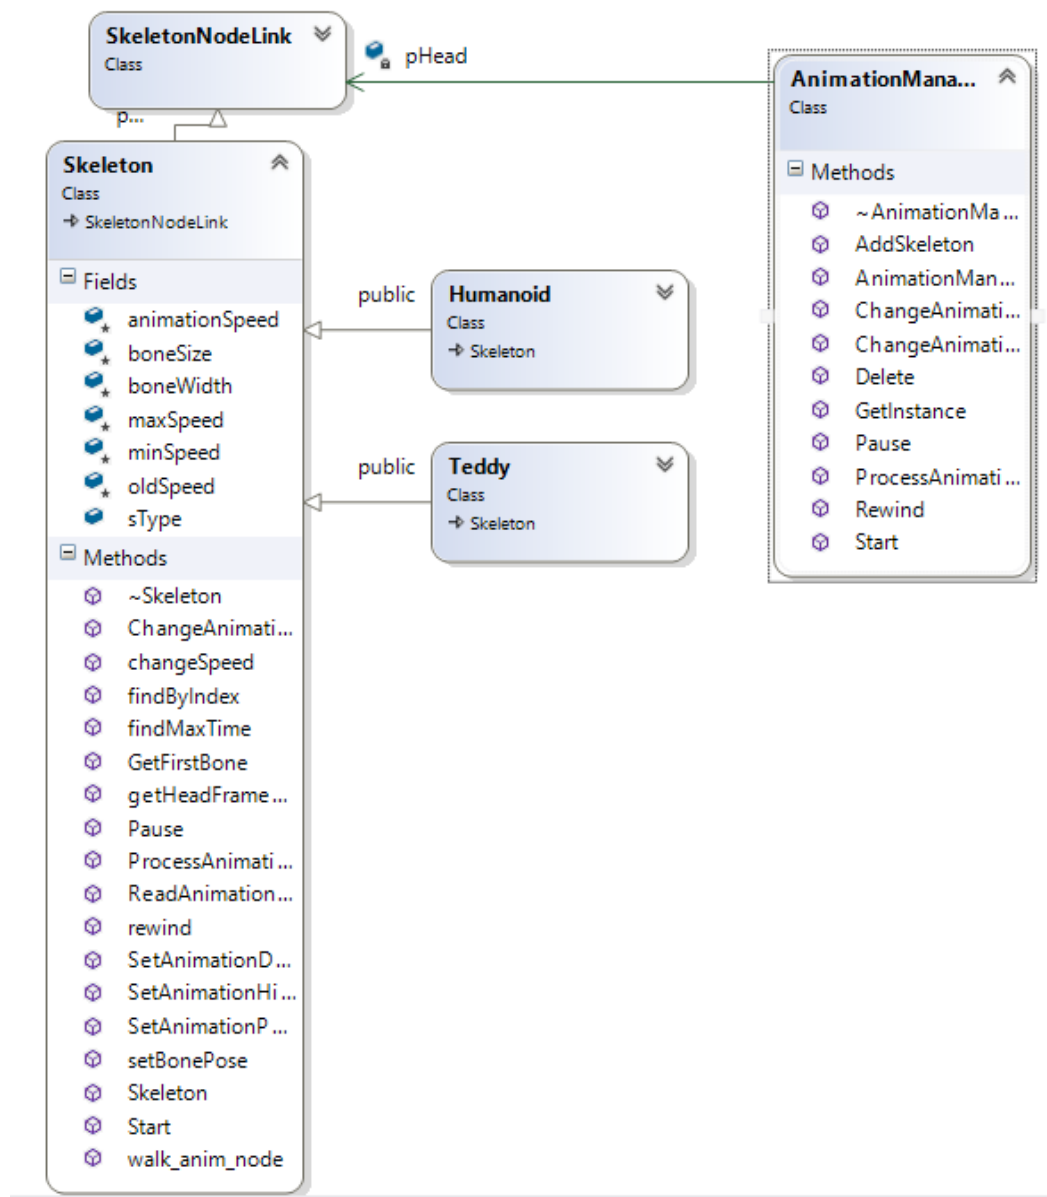 SkeletonNodeLink
Class
pHead
p...
AnimationMana...
Class
Methods
~AnimationMa...
AddSkeleton
AnimationMan...
ChangeAnimati...
ChangeAnimati...
Delete
GetInstance
Pause
ProcessAnimati...
Rewind
Start
Skeleton
Class
SkeletonNodeLink
Fields
animationSpeed
boneSize
boneWidth
maxSpeed
minSpeed
oldSpeed
sType
Methods
~Skeleton
ChangeAnimati...
changeSpeed
findByIndex
findMaxTime
GetFirstBone
getHeadFrame...
Pause
ProcessAnimati...
ReadAnimation...
rewind
SetAnimationD...
SetAnimationHi...
SetAnimationP...
setBonePose
Skeleton
Start
walk_anim_node
public
Humanoid
Class
Skeleton
public
Teddy
Class
Skeleton